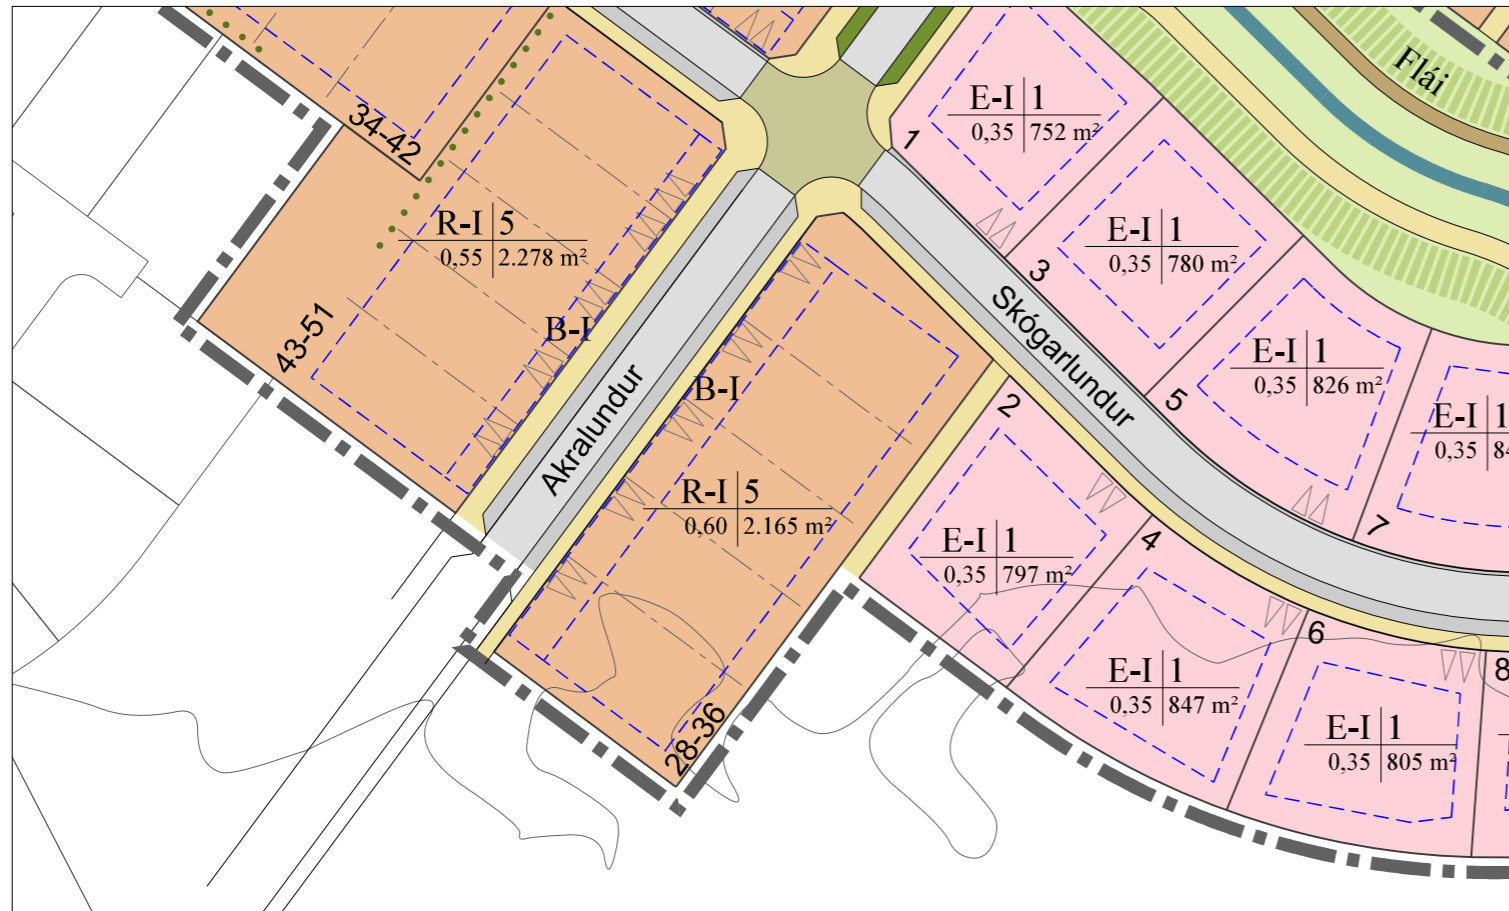 Flái
E-I 1
0,35 752 m²
1
34-42
R-I 5
0,55 2.278 m²
E-I 1
0,35 780 m²
3
Skógarlundur
43-51
B-I
E-I 1
0,35 826 m²
5
Akralundur
B-I
2
E-I 1
0,35
R-I 5
0,60 2.165 m²
7
E-I 1
0,35 797 m²
4
6
E-I 1
0,35 847 m²
8
28-36
E-I 1
0,35 805 m²